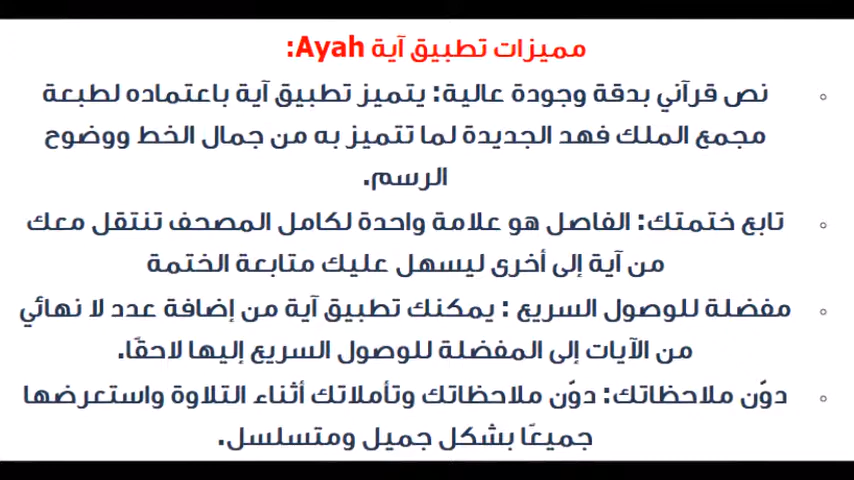 مميزات تطبيق آية Ayah:
نص قرآني بدقة وجودة عالية: يتميز تطبيق آية باعتماده لطبعة
مجمع الملك فهد الجديدة لما تتميز به من جمال الخط ووضوح
الرسم.
تابع ختمتك: الفاصل هو علامة واحدة لكامل المصحف تنتقل معك
من آية إلى أخرى ليسهل عليك متابعة الختمة
مفضلة للوصول السريع : يمكنك تطبيق آية من إضافة عدد لا نهائي
من الآيات إلى المفضلة للوصول السريع إليها لاحقًا.
دوّن ملاحظاتك: دوّن ملاحظاتك وتأملاتك أثناء التلاوة واستعرضها
جميعًا بشكل جميل ومتسلسل.